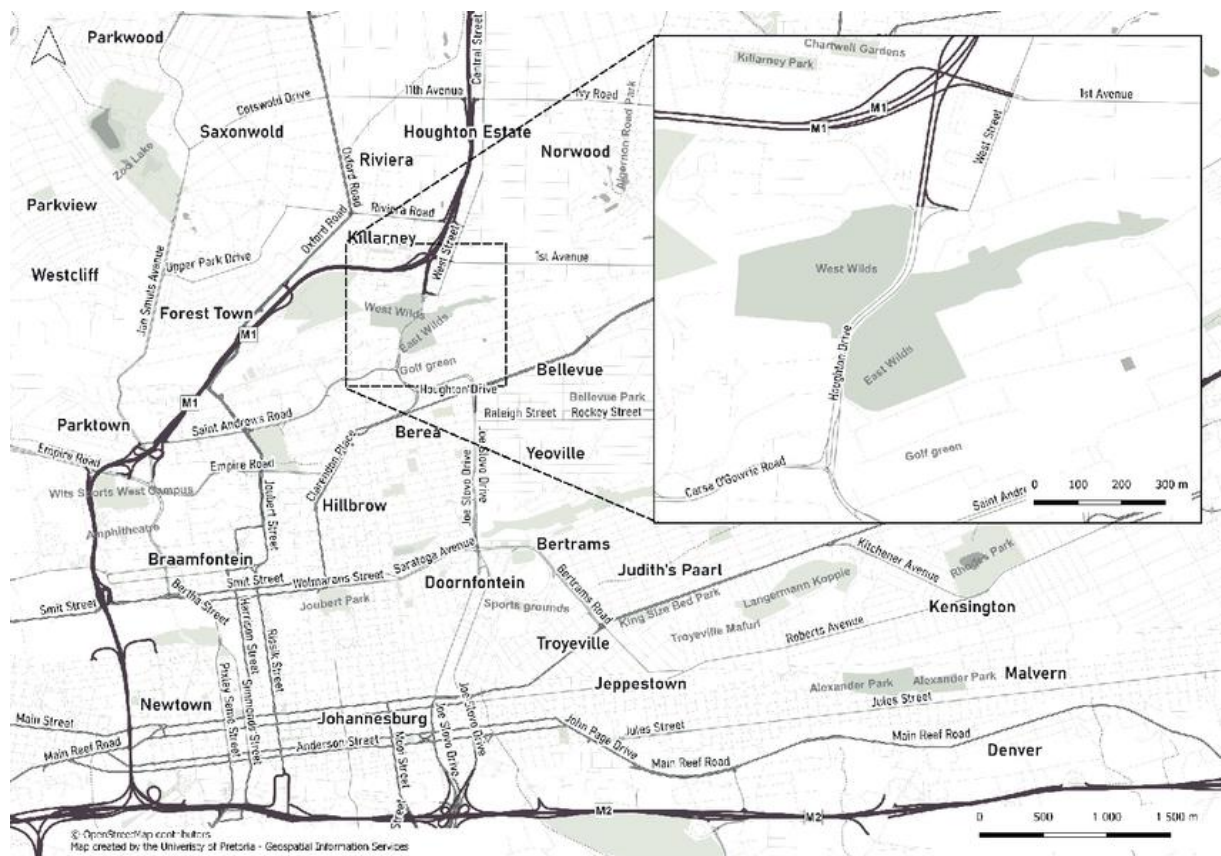 Parkwood
Central Street
Chartwell Gardens
Killarney Park
11th Avenue
Ivy Road
Cotswold Drive
M1
1st Avenue
Saxonwold
Houghton Estate
Riviera
Norwood
Algernon Road Park
West Street
Zoo Lake
Oxford Road
Parkview
Riviera Road
Oxford Road
Killarney
West Street
1st Avenue
Westcliff
Upper Park Drive
Jan Smuts Avenue
West Wilds
Forest Town
West Wilds
East Wilds
M1
Houghton Drive
East Wilds
Golf green
Bellevue
Houghton Drive
M1
Bellevue Park
Raleigh Street
Rockey Street
Parktown
Saint Andrews Road
Berea
Golf green
Empire Road
Clarendon Place
Joe Slovo Drive
Yeoville
Carse O'Gowrie Road
Empire Road
Joe Slovo Drive
Saint Andre
Wits Sports West Campus
Joubert Street
Hillbrow
0 100 200 300 m
Amphitheatre
Saratoga Avenue
Bertrams
Kitchener Avenue
Rhodes Park
Braamfontein
Smit Street
Wolmarans Street
Doornfontein
Judith's Paarl
Bertha Street
Bertrams Road
Langermann Koppie
Smit Street
Harrison Street
Joubert Park
Sports grounds
King Size Bed Park
Kensington
Rissik Street
Troyeville
Troyeville Mafuri
Roberts Avenue
Pixley Seme Street
Simmonds Street
Jeppestown
Alexander Park
Alexander Park
Malvern
Joe Slovo Drive
Jules Street
Newtown
Main Street
Johannesburg
Joe Slovo Drive
John Page Drive
Jules Street
Main Reef Road
Anderson Street
Main Reef Road
Denver
Mooi Street
Main Reef Road
Street
M2
M2
© OpenStreetMap contributors
Map created by the Univeristy of Pretoria - Geospatial Information Services
0 500 1 000 1 500 m